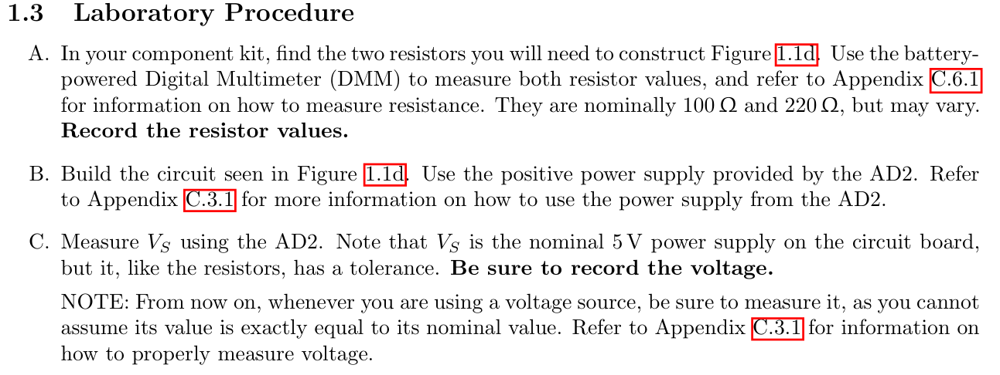 1.3 Laboratory Procedure
A. In your component kit, find the two resistors you will need to construct Figure 1.1d. Use the battery-
powered Digital Multimeter (DMM) to measure both resistor values, and refer to Appendix C.6.1
for information on how to measure resistance. They are nominally 100 Ω and 220 Ω, but may vary.
Record the resistor values.
B. Build the circuit seen in Figure 1.1d. Use the positive power supply provided by the AD2. Refer
to Appendix C.3.1 for more information on how to use the power supply from the AD2.
C. Measure V_S using the AD2. Note that V_S is the nominal 5 V power supply on the circuit board,
but it, like the resistors, has a tolerance. Be sure to record the voltage.
NOTE: From now on, whenever you are using a voltage source, be sure to measure it, as you cannot
assume its value is exactly equal to its nominal value. Refer to Appendix C.3.1 for information on
how to properly measure voltage.